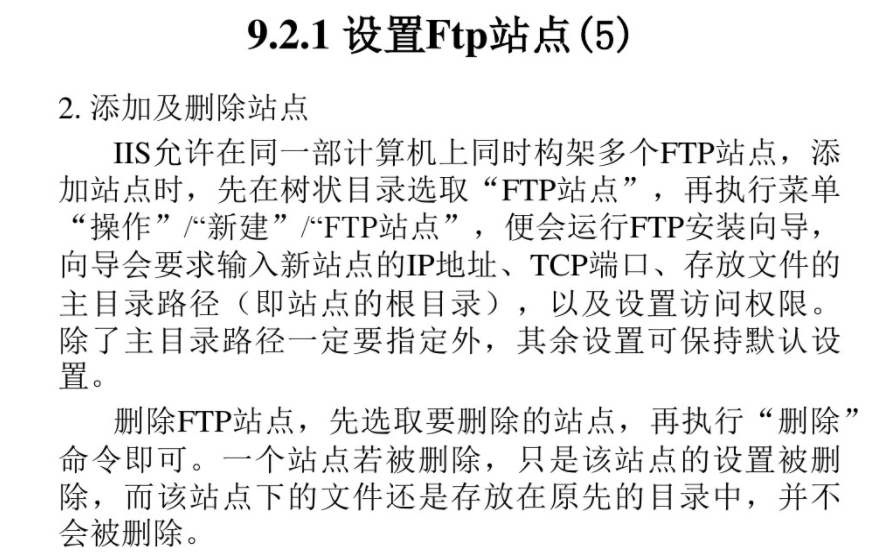 9.2.1 设置Ftp站点(5)
2. 添加及删除站点
IIS允许在同一部计算机上同时构架多个FTP站点，添
加站点时，先在树状目录选取“FTP站点”，再执行菜单
“操作”/“新建”/“FTP站点”，便会运行FTP安装向导，
向导会要求输入新站点的IP地址、TCP端口、存放文件的
主目录路径（即站点的根目录），以及设置访问权限。
除了主目录路径一定要指定外，其余设置可保持默认设
置。
删除FTP站点，先选取要删除的站点，再执行“删除”
命令即可。一个站点若被删除，只是该站点的设置被删
除，而该站点下的文件还是存放在原先的目录中，并不
会被删除。